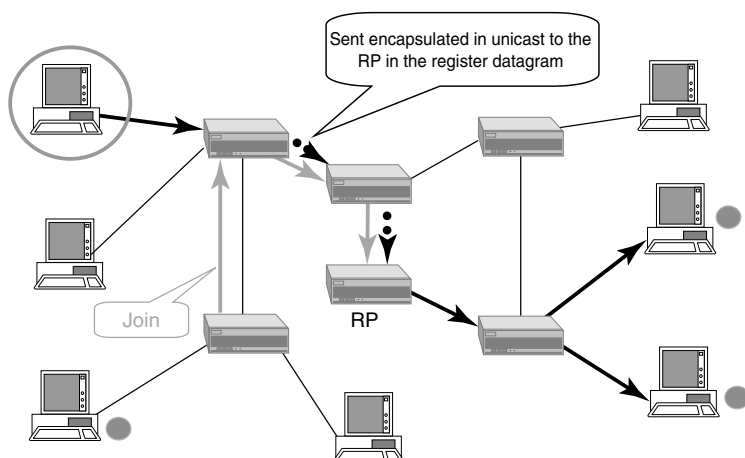 Sent encapsulated in unicast to the
RP in the register datagram
Join
RP